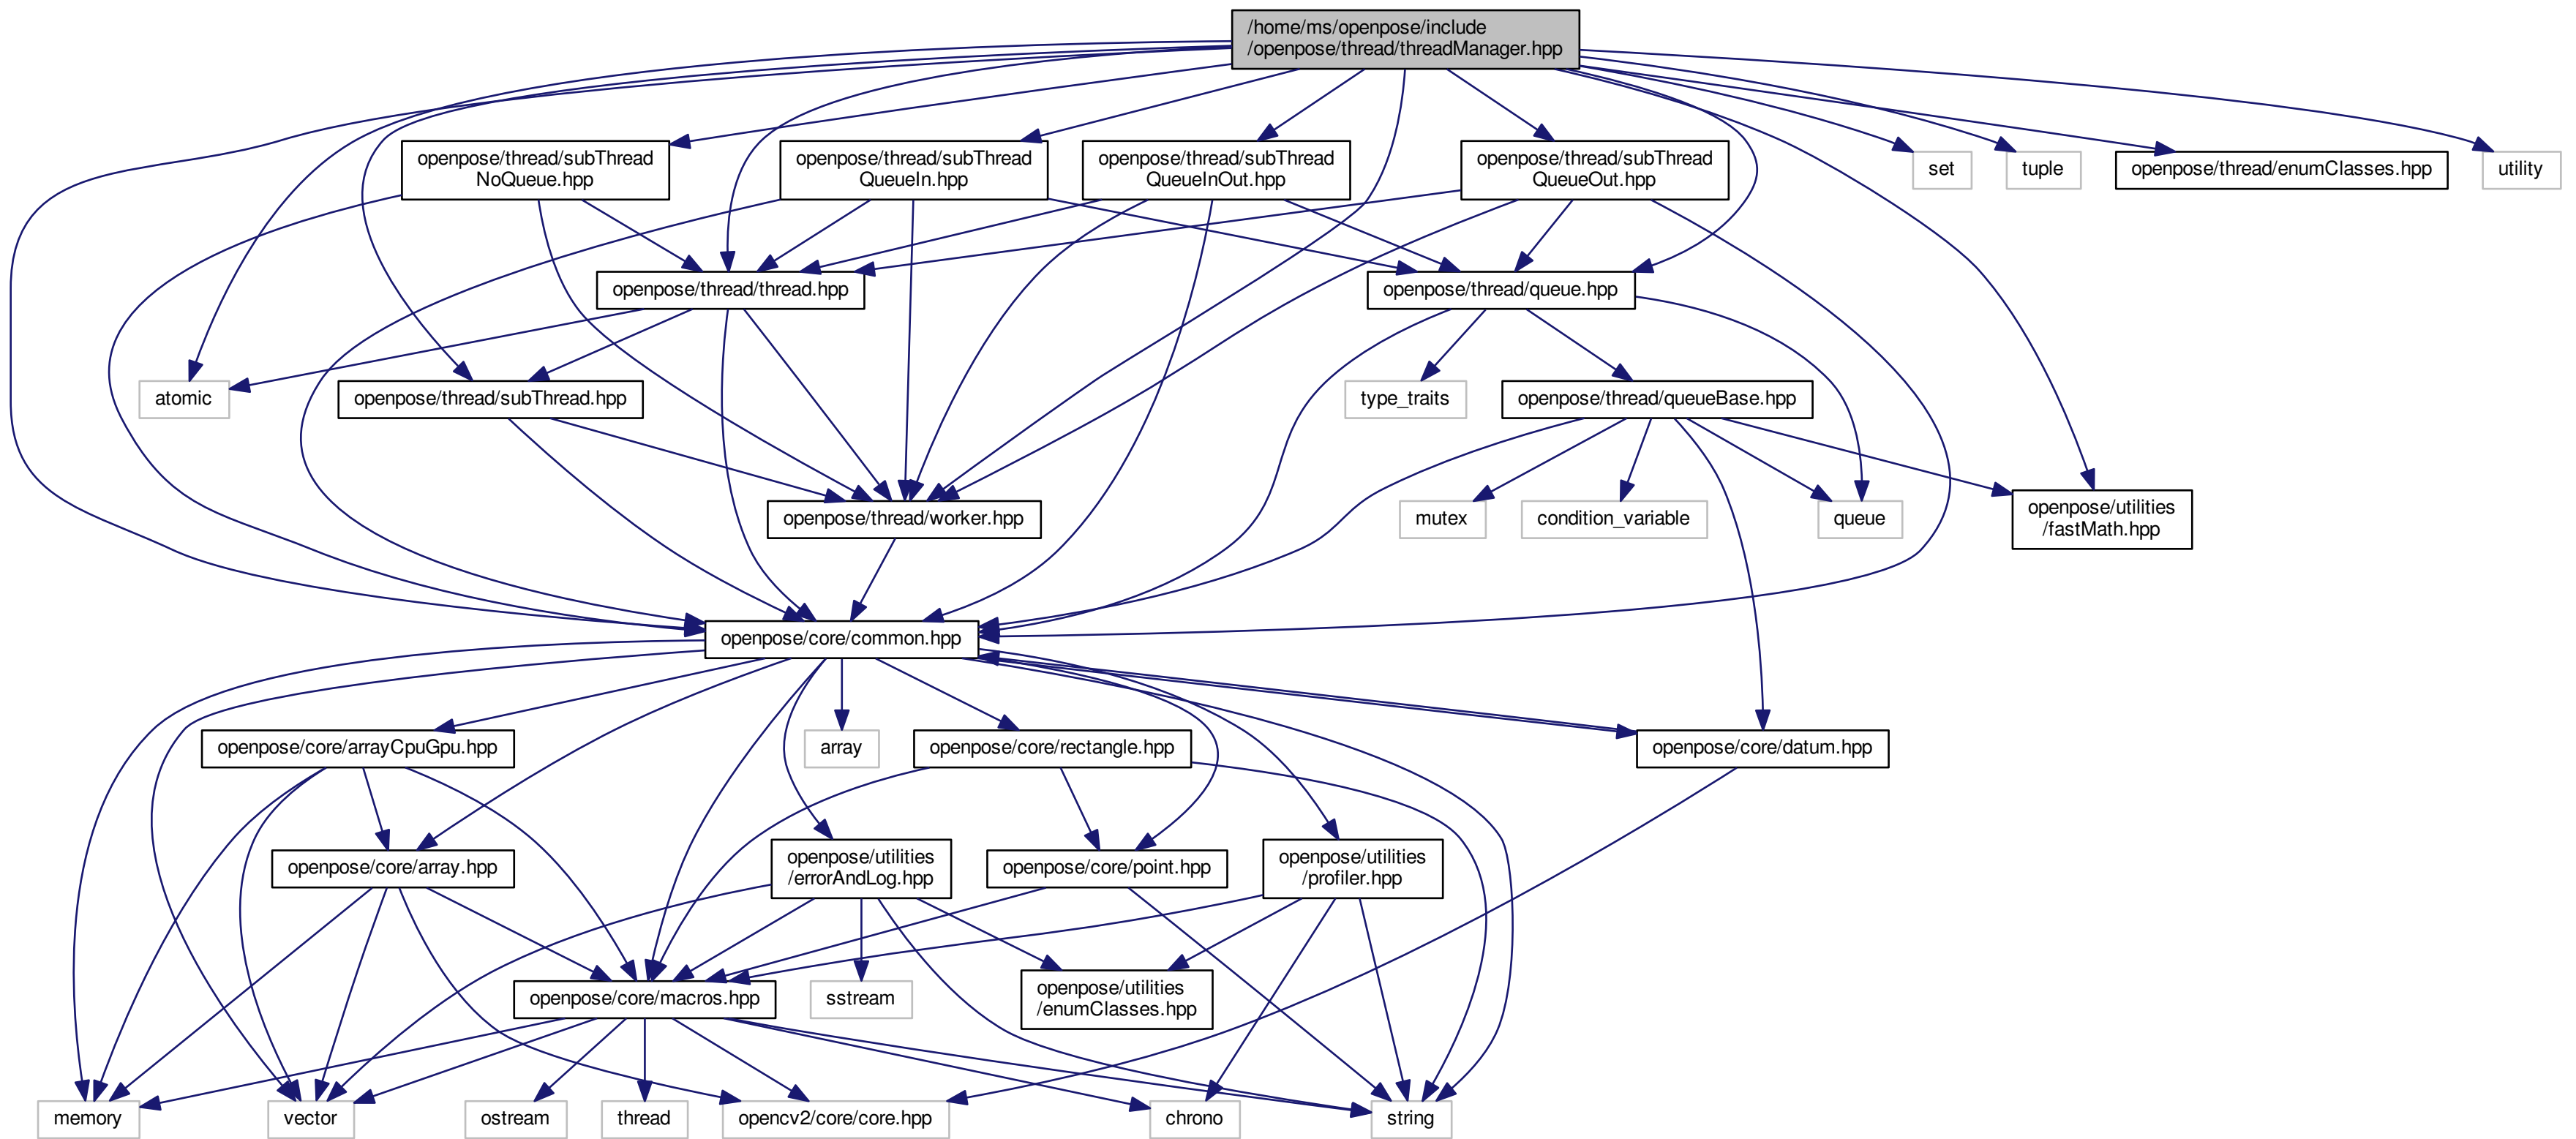 /home/ms/openpose/include
/openpose/thread/threadManager.hpp
openpose/thread/subThread
NoQueue.hpp
openpose/thread/subThread
QueueIn.hpp
openpose/thread/subThread
QueueInOut.hpp
openpose/thread/subThread
QueueOut.hpp
set
tuple
openpose/thread/enumClasses.hpp
utility
openpose/thread/thread.hpp
openpose/thread/queue.hpp
atomic
openpose/thread/subThread.hpp
type_traits
openpose/thread/queueBase.hpp
openpose/thread/worker.hpp
mutex
condition_variable
queue
openpose/utilities
/fastMath.hpp
openpose/core/common.hpp
openpose/core/arrayCpuGpu.hpp
array
openpose/core/rectangle.hpp
openpose/core/datum.hpp
openpose/core/array.hpp
openpose/utilities
/errorAndLog.hpp
openpose/core/point.hpp
openpose/utilities
/profiler.hpp
openpose/core/macros.hpp
sstream
openpose/utilities
/enumClasses.hpp
memory
vector
ostream
thread
opencv2/core/core.hpp
chrono
string